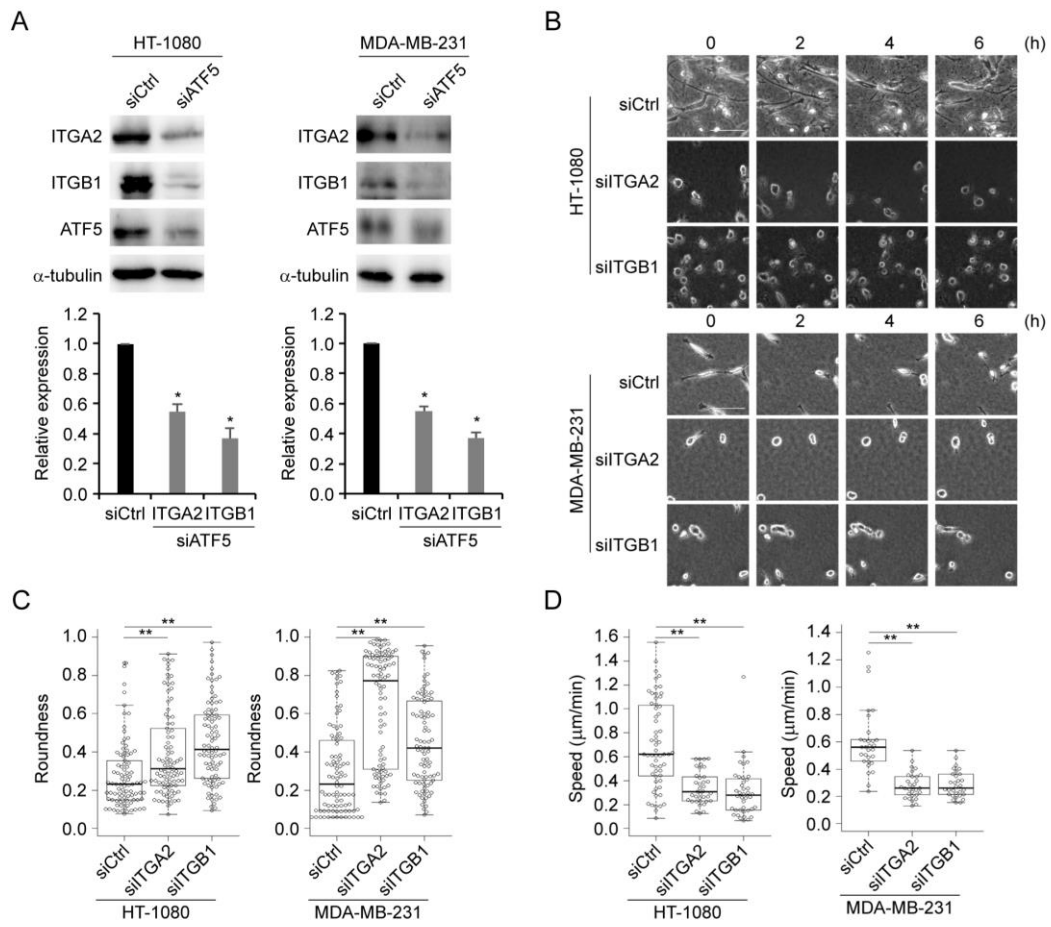 A
HT-1080
siCtrl siATF5
ITGA2
ITGB1
ATF5
α-tubulin
MDA-MB-231
siCtrl siATF5
ITGA2
ITGB1
ATF5
α-tubulin
Relative expression
1.2
1.0
0.8
0.6
0.4
0.2
0.0
*
*
siCtrl ITGA2 ITGB1
siATF5
Relative expression
1.2
1.0
0.8
0.6
0.4
0.2
0.0
*
*
siCtrl ITGA2 ITGB1
siATF5
B
0 2 4 6 (h)
HT-1080
siCtrl
siITGA2
siITGB1
0 2 4 6 (h)
MDA-MB-231
siCtrl
siITGA2
siITGB1
C
Roundness
1.0
0.8
0.6
0.4
0.2
0.0
**
**
siCtrl siITGA2 siITGB1
HT-1080
Roundness
1.0
0.8
0.6
0.4
0.2
0.0
**
**
siCtrl siITGA2 siITGB1
MDA-MB-231
D
Speed (μm/min)
1.6
1.4
1.2
1.0
0.8
0.6
0.4
0.2
0.0
**
**
siCtrl siITGA2 siITGB1
HT-1080
Speed (μm/min)
1.4
1.2
1.0
0.8
0.6
0.4
0.2
0.0
**
**
siCtrl siITGA2 siITGB1
MDA-MB-231